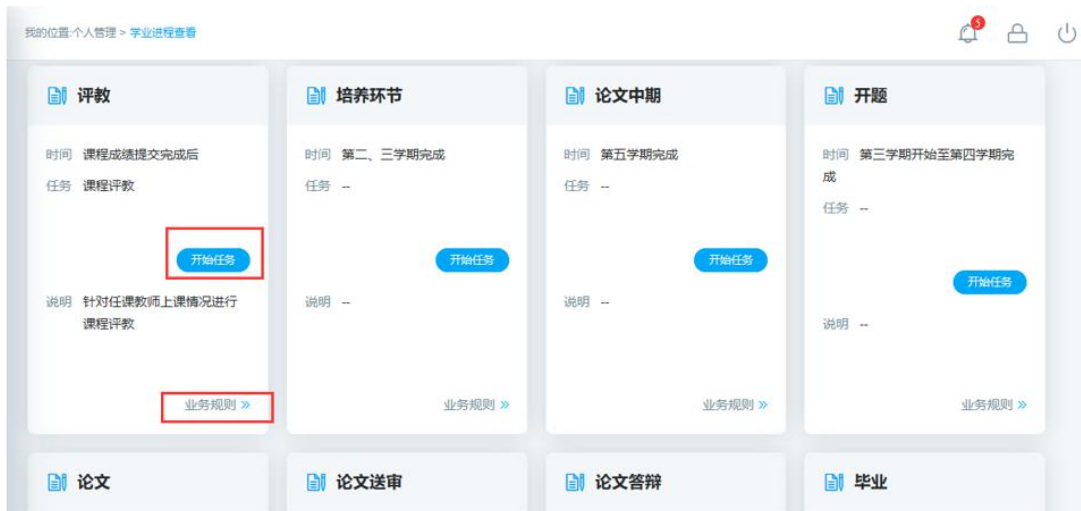 我的位置:个人管理 > 学业进程查看
5
评教
时间 课程成绩提交完成后
任务 课程评教
开始任务
说明 针对任课教师上课情况进行
课程评教
业务规则 »
培养环节
时间 第二、三学期完成
任务 --
开始任务
说明 --
业务规则 »
论文中期
时间 第五学期完成
任务 --
开始任务
说明 --
业务规则 »
开题
时间 第三学期开始至第四学期完
成
任务 --
开始任务
说明 --
业务规则 »
论文
论文送审
论文答辩
毕业